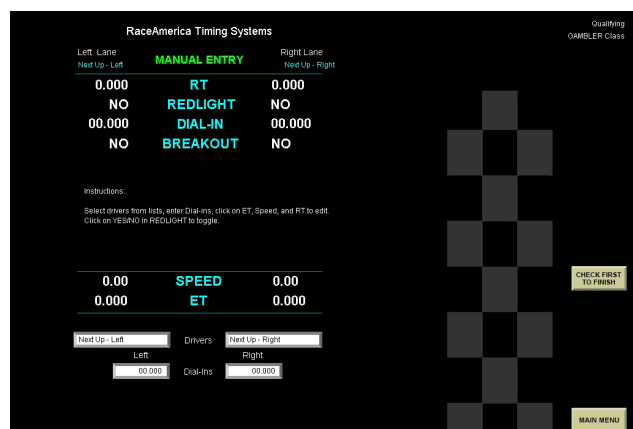 RaceAmerica Timing Systems
Qualifying
GAMBLER Class
Left Lane MANUAL ENTRY Right Lane
Next Up - Left Next Up - Right
0.000 RT 0.000
NO REDLIGHT NO
00.000 DIAL-IN 00.000
NO BREAKOUT NO
Instructions:
Select drivers from lists, enter Dial-ins, click on ET, Speed, and RT to edit.
Click on YES/NO in REDLIGHT to toggle.
0.00 SPEED 0.00
0.000 ET 0.000
CHECK FIRST
TO FINISH
Next Up - Left Drivers Next Up - Right
Left Right
00.000 Dial-Ins 00.000
MAIN MENU